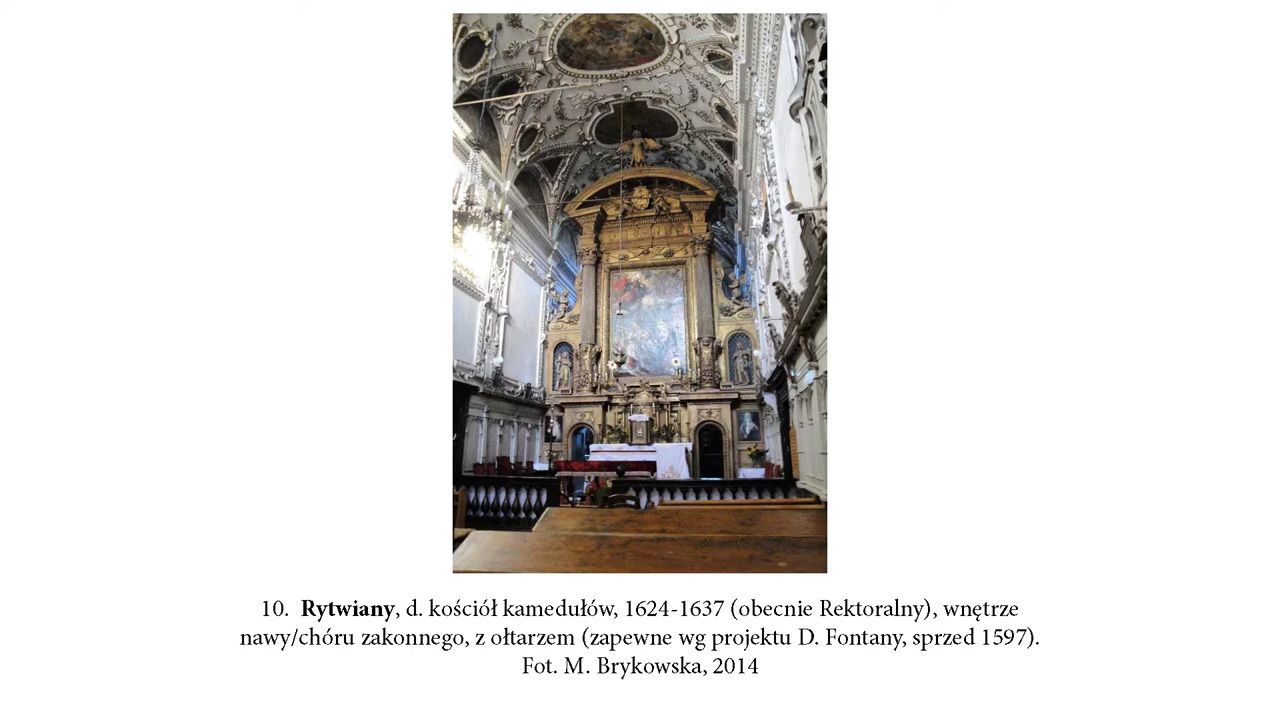 10. Rytwiany, d. kościół kamedułów, 1624-1637 (obecnie Rektoralny), wnętrze
nawy/chóru zakonnego, z ołtarzem (zapewne wg projektu D. Fontany, sprzed 1597).
Fot. M. Brykowska, 2014